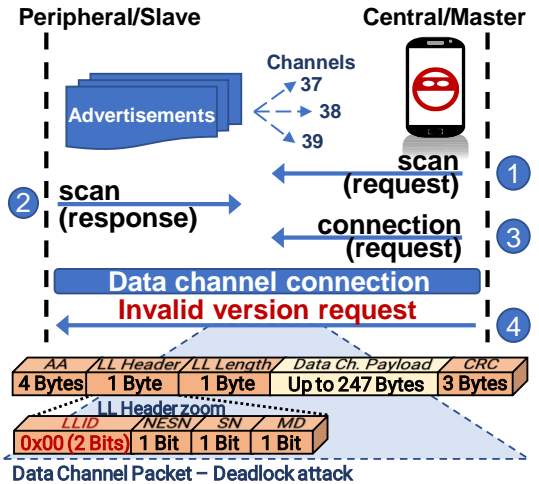 Peripheral/Slave Central/Master
Channels
37
Advertisements 38
39
scan 1
(request)
2 scan
(response)
connection 3
(request)
Data channel connection
Invalid version request 4
AA LL Header LL Length Data Ch. Payload CRC
4 Bytes 1 Byte 1 Byte Up to 247 Bytes 3 Bytes
LL Header zoom
LLID NESN SN MD
0x00 (2 Bits) 1 Bit 1 Bit 1 Bit
Data Channel Packet – Deadlock attack